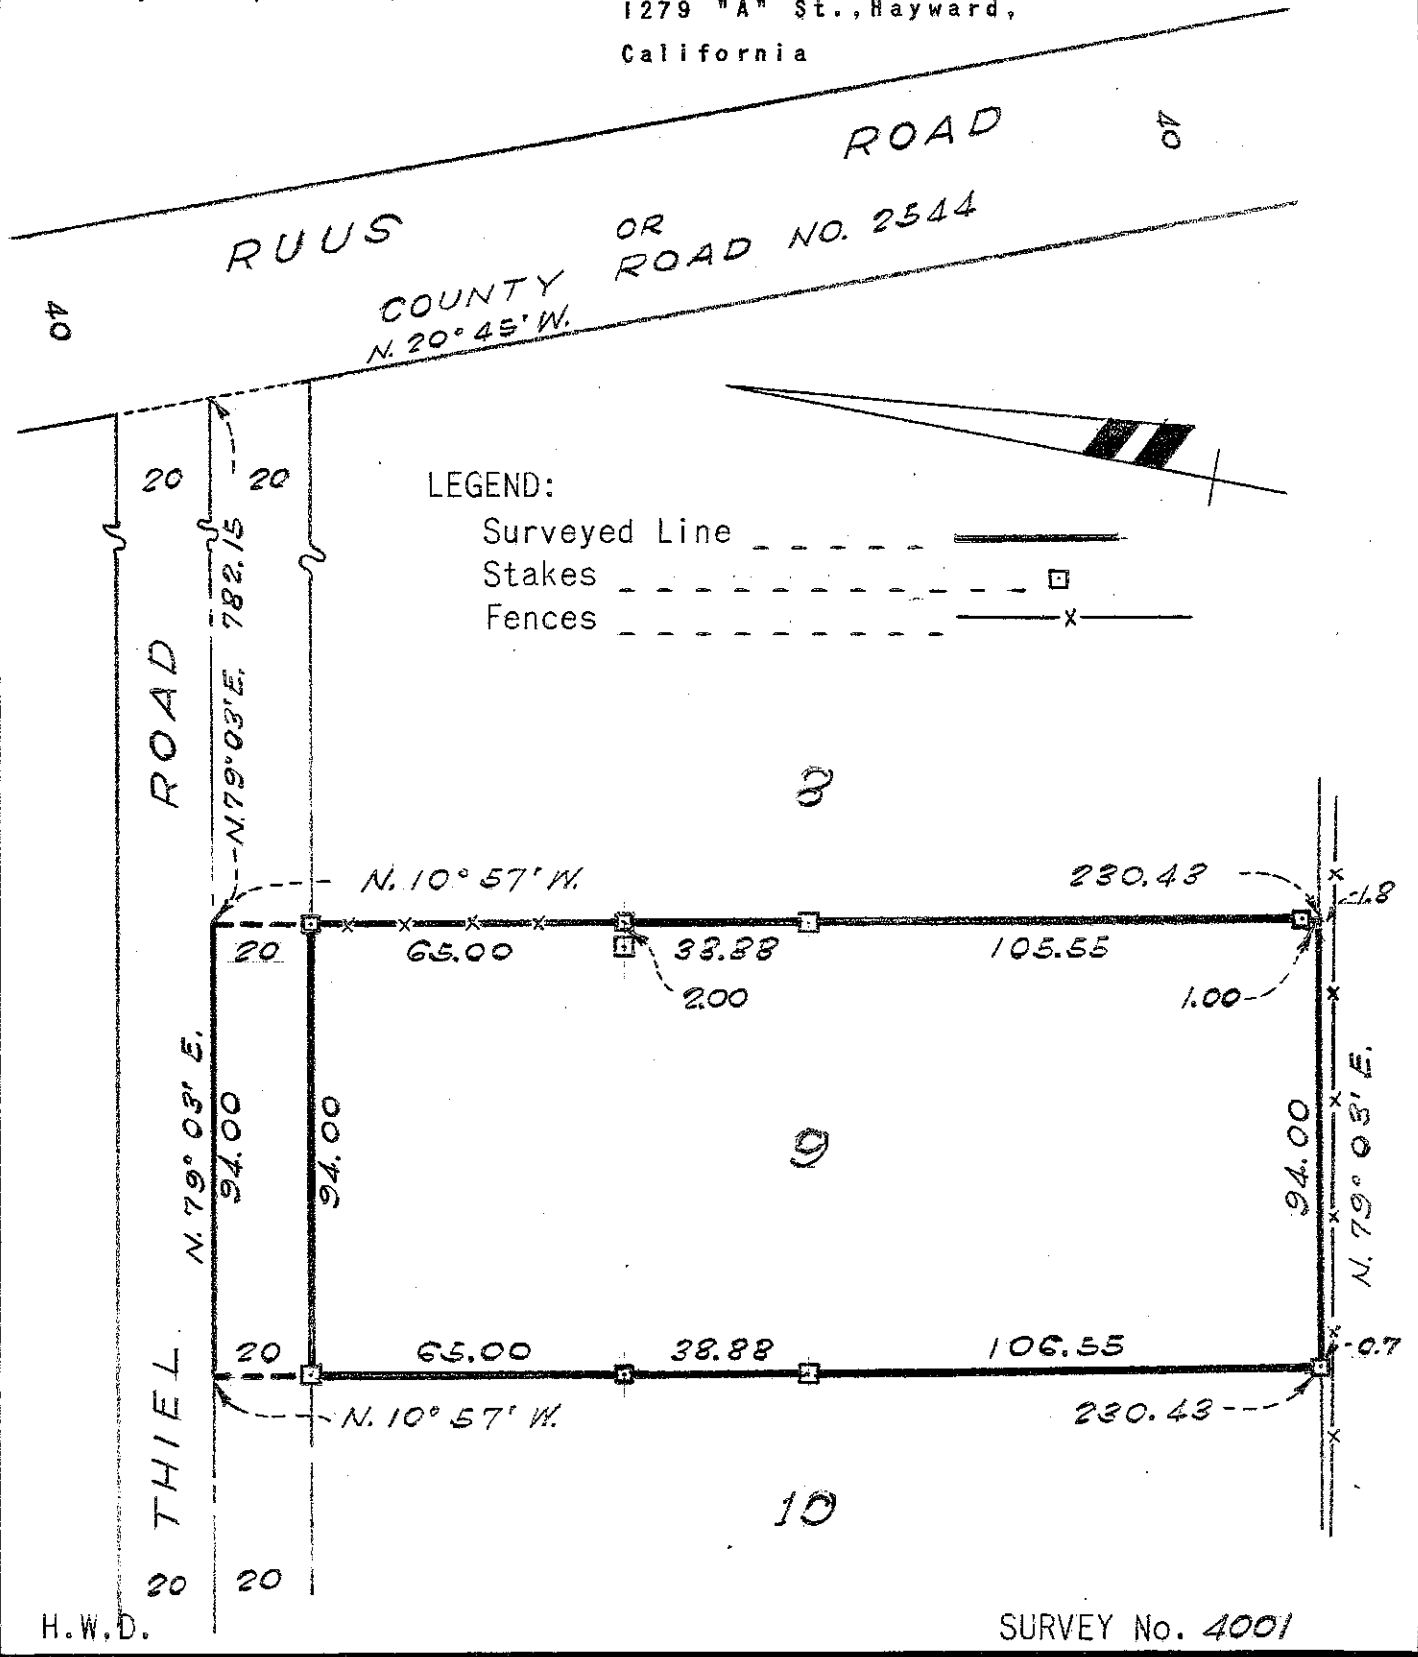 1279 "A" St., Hayward,
California
RUUS ROAD
OR
COUNTY ROAD NO. 2544
N. 20° 45' W.
40
40
20
20
LEGEND:
Surveyed Line
Stakes
Fences
N. 79° 03' E. 782.15
THIEL ROAD
8
N. 10° 57' W.
230.43
1.8
20
65.00
38.88
105.55
2.00
1.00
N. 79° 03' E.
94.00
94.00
9
94.00
N. 79° 03' E.
20
65.00
38.88
106.55
0.7
N. 10° 57' W.
230.43
10
20
20
H.W.D.
SURVEY No. 4001